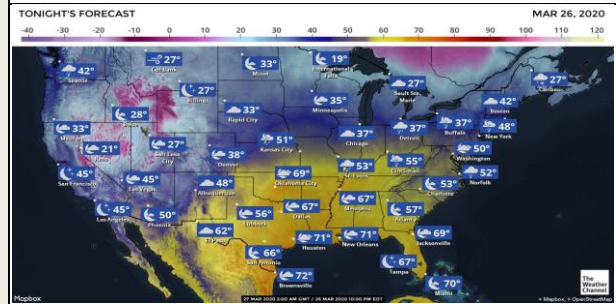 TONIGHT'S FORECAST
MAR 26, 2020
-40 -30 -20 -10 0 10 20 30 40 50 60 70 80 90 100 110 120
42°
Seattle
27°
Cut Bank
33°
Minot
19°
International Falls
27°
Caribou
27°
Billings
27°
Sault Ste. Marie
28°
Boise
33°
Rapid City
35°
Minneapolis
42°
Boston
33°
21°
Reno
27°
Salt Lake City
38°
Denver
51°
Kansas City
37°
Chicago
37°
Detroit
37°
Buffalo
48°
New York
50°
Washington
45°
San Francisco
45°
Las Vegas
48°
Albuquerque
69°
Oklahoma City
53°
St. Louis
55°
Cincinnati
52°
Norfolk
53°
Charlotte
45°
Los Angeles
50°
Phoenix
62°
El Paso
56°
Lubbock
67°
Dallas
67°
Memphis
57°
Atlanta
66°
San Antonio
71°
Houston
71°
New Orleans
69°
Jacksonville
72°
Brownsville
67°
Tampa
70°
Miami
The Weather Channel
Mapbox
27 MAR 2020 2:00 AM GMT / 26 MAR 2020 10:00 PM EDT
© Mapbox, © OpenStreetMap